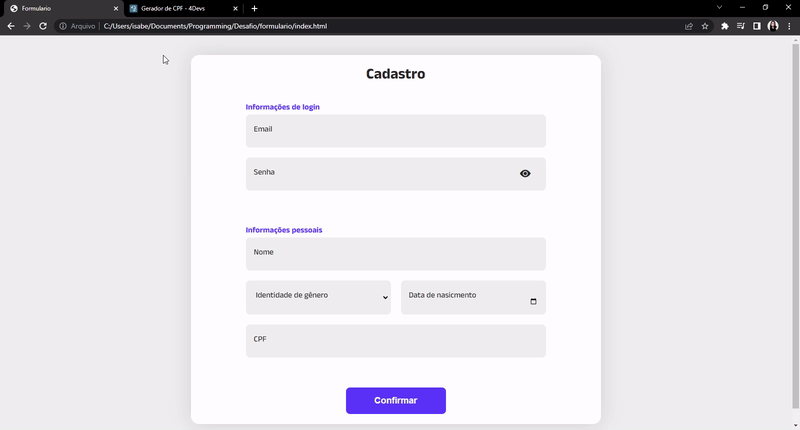 Formulario
Gerador de CPF - 4Devs
Arquivo C:/Users/isabe/Documents/Programming/Desafio/formulario/index.html
Cadastro
Informações de login
Email
Senha
Informações pessoais
Nome
Identidade de gênero
Data de nasicmento
CPF
Confirmar